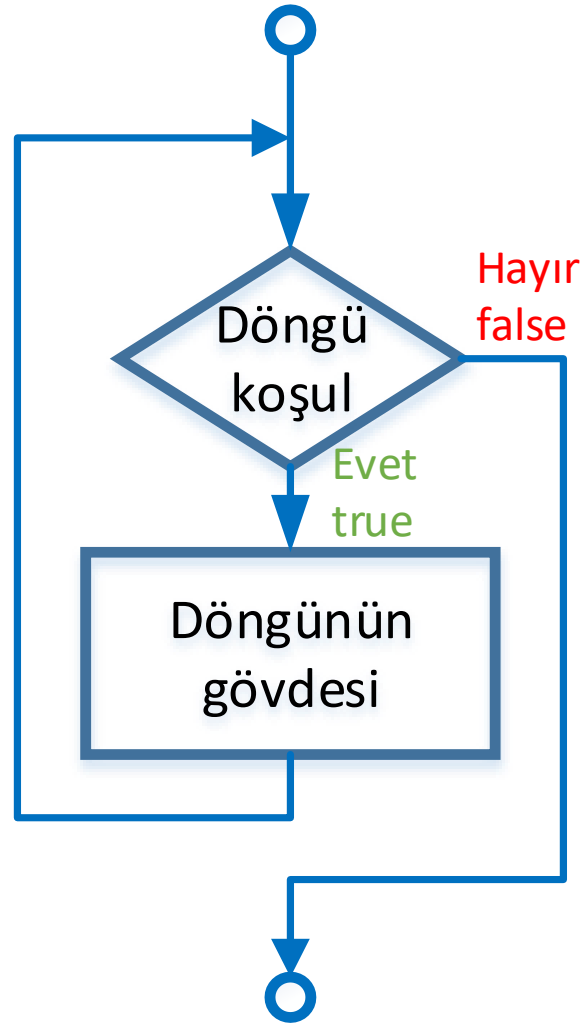 Döngü
koşul
Hayır
false
Evet
true
Döngünün
gövdesi